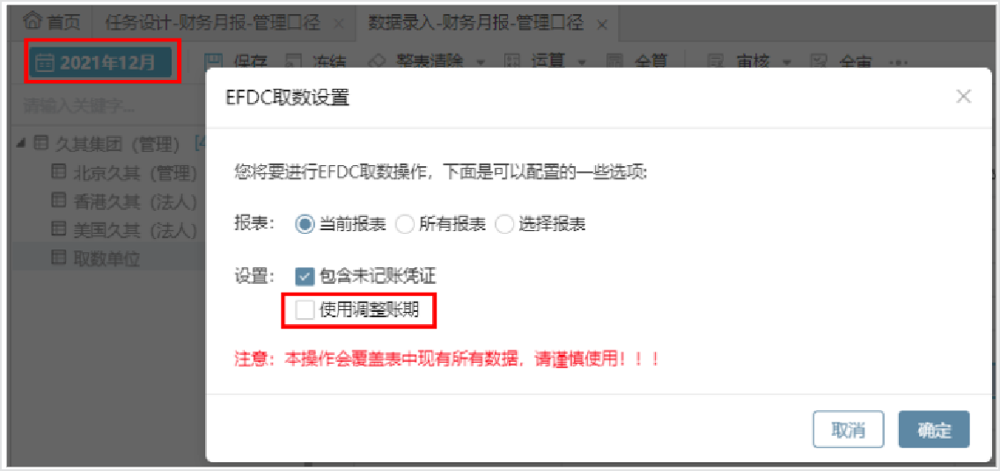 首页 任务设计-财务月报-管理口径 × 数据录入-财务月报-管理口径 ×
2021年12月 保存 冻结 整表清除 运算 全算 审核 全审 ...
请输入关键字...
EFDC取数设置
久其集团（管理）
北京久其（管理）
香港久其（法人）
美国久其（法人）
取数单位
您将要进行EFDC取数操作，下面是可以配置的一些选项:
报表： 当前报表 所有报表 选择报表
设置： 包含未记账凭证
使用调整账期
注意：本操作会覆盖表中现有所有数据，请谨慎使用！！！
取消 确定